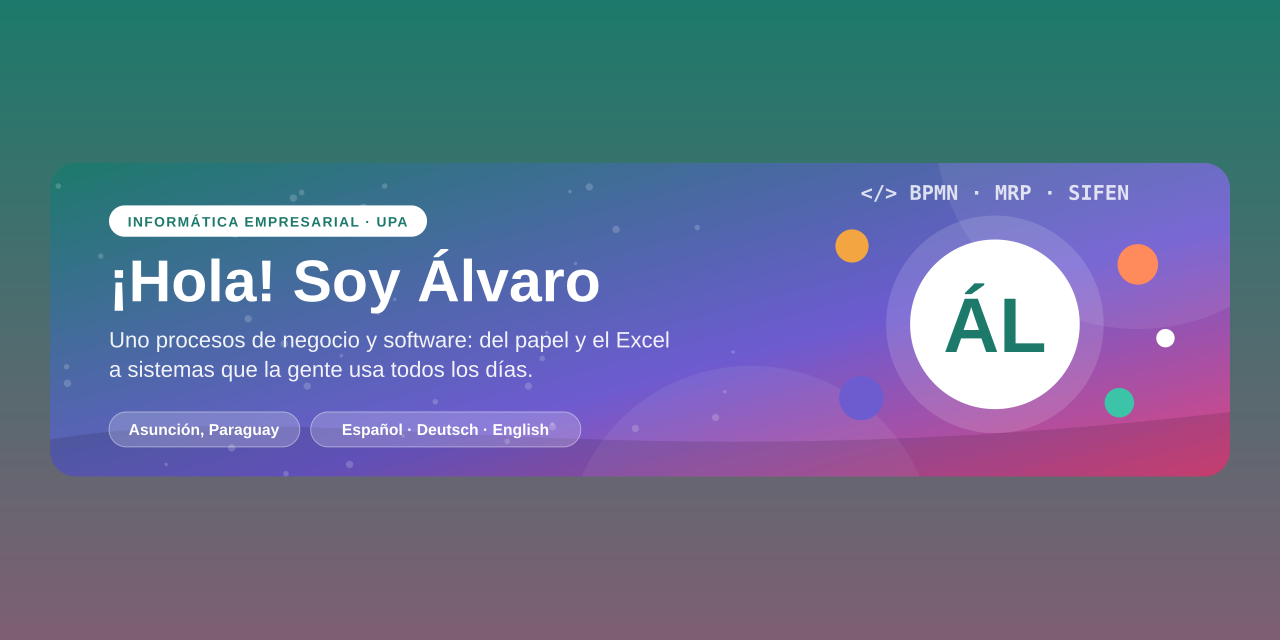 INFORMÁTICA EMPRESARIAL · UPA
¡Hola! Soy Álvaro
Uno procesos de negocio y software: del papel y el Excel
a sistemas que la gente usa todos los días.
Asunción, Paraguay
Español · Deutsch · English
</> BPMN · MRP · SIFEN
ÁL